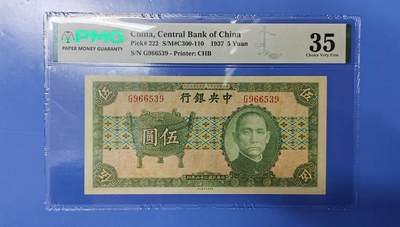 PMG
PAPER MONEY GUARANTY
China, Central Bank of China
Pick# 222 S/M#C300-110 1937 5 Yuan
S/N G966539 - Printer: CHB
35
Choice Very Fine
行銀央中
G966539
G966539
圓伍
伍
伍